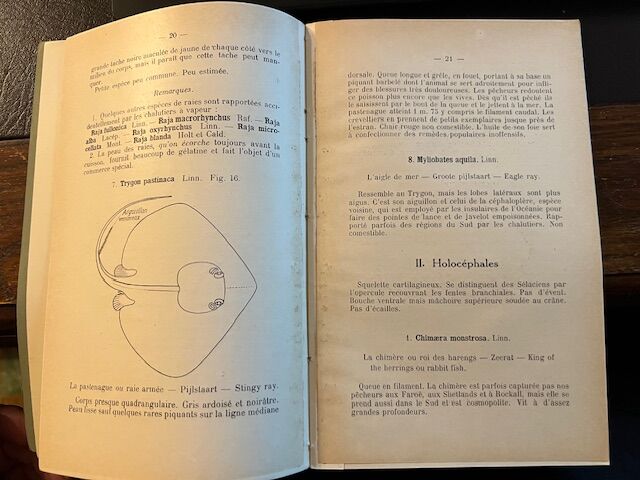 — 20 —
grande tache noire maculée de jaune de chaque côté vers le
milieu du corps, mais il paraît que cette tache peut man-
quer.
Petite espèce peu commune. Peu estimée.
Remarques.
1. Quelques autres espèces de raies sont rapportées acci-
dentellement par les chalutiers à vapeur :
Raja fullonica Linn. — Raja macrorhynchus Raf. — Raja
alba Lacép. — Raja oxyrhynchus Linn. — Raja micro-
cellata Mont. — Raja blanda Holt et Cald.
2. La peau des raies, qu'on écorche toujours avant la
cuisson, fournit beaucoup de gélatine et fait l'objet d'un
commerce spécial.
7. Trygon pastinaca Linn. Fig. 16.
Aiguillon
venimeux
La pastenague ou raie armée — Pijlstaart — Stingy ray.
Corps presque quadrangulaire. Gris ardoisé et noirâtre.
Peau lisse sauf quelques rares piquants sur la ligne médiane
— 21 —
dorsale. Queue longue et grêle, en fouet, portant à sa base un
piquant barbelé dont l'animal se sert adroitement pour infli-
ger des blessures très douloureuses. Les pêcheurs redoutent
ce poisson plus encore que les vives. Dès qu'il est pêché ils
le saisissent par le bout de la queue et le jettent à la mer. La
pastenague atteint 1 m. 75 y compris le filament caudal. Les
crevettiers en prennent de petits exemplaires jusque près de
l'estran. Chair rouge non comestible. L'huile de son foie sert
à confectionner des remèdes populaires inoffensifs.
8. Myliobates aquila. Linn.
L'aigle de mer — Groote pijlstaart — Eagle ray.
Ressemble au Trygon, mais les lobes latéraux sont plus
aigus. C'est son aiguillon et celui de la céphaloptère, espèce
voisine, qui est employé par les insulaires de l'Océanie pour
faire des pointes de lance et de javelot empoisonnées. Rap-
porté parfois des régions du Sud par les chalutiers. Non
comestible.
II. Holocéphales
Squelette cartilagineux. Se distinguent des Sélaciens par
l'opercule recouvrant les fentes branchiales. Pas d'évent.
Bouche ventrale mais mâchoire supérieure soudée au crâne.
Pas d'écailles.
1. Chimæra monstrosa. Linn.
La chimère ou roi des harengs — Zeerat — King of
the herrings ou rabbit fish.
Queue en filament. La chimère est parfois capturée pas nos
pêcheurs aux Faroë, aux Shetlands et à Rockall, mais elle se
prend aussi dans le Sud et est cosmopolite. Vit à d'assez
grandes profondeurs.